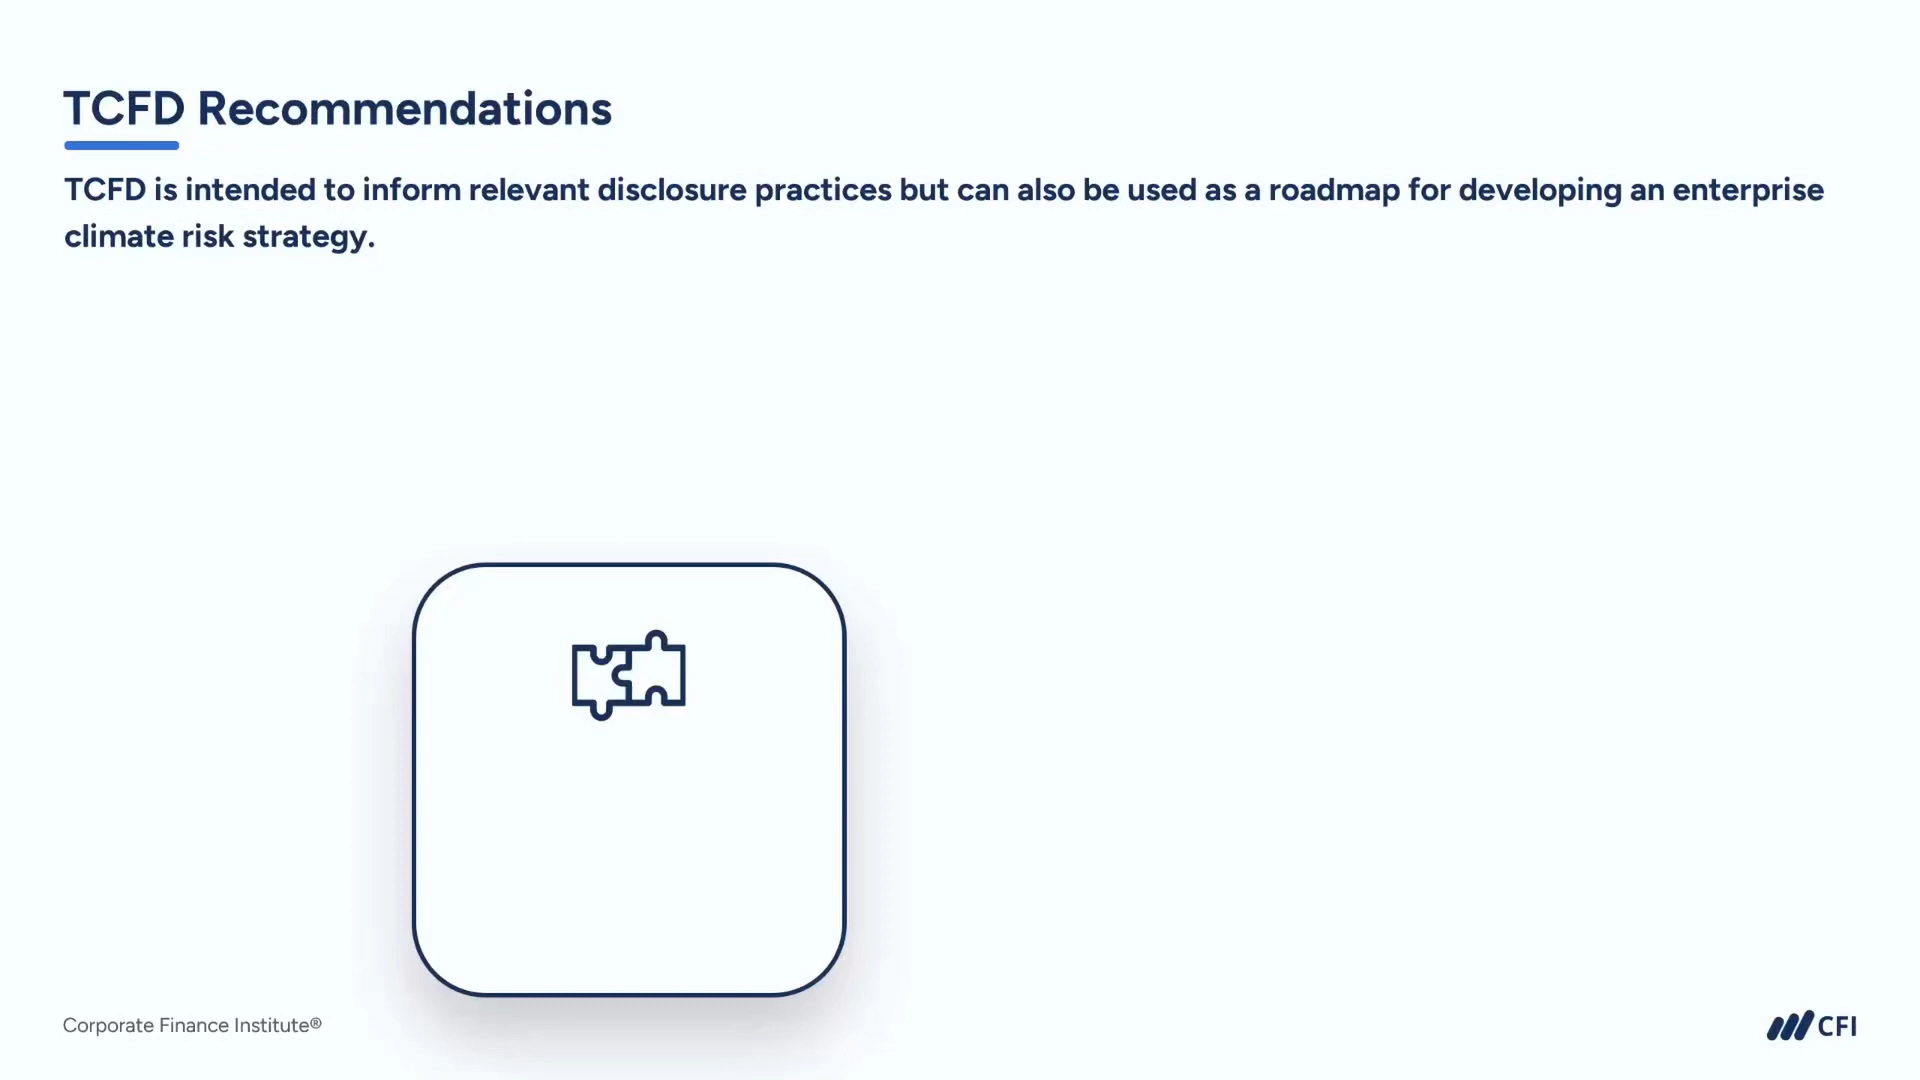 TCFD Recommendations
TCFD is intended to inform relevant disclosure practices but can also be used as a roadmap for developing an enterprise
climate risk strategy.
Corporate Finance Institute®
CFI